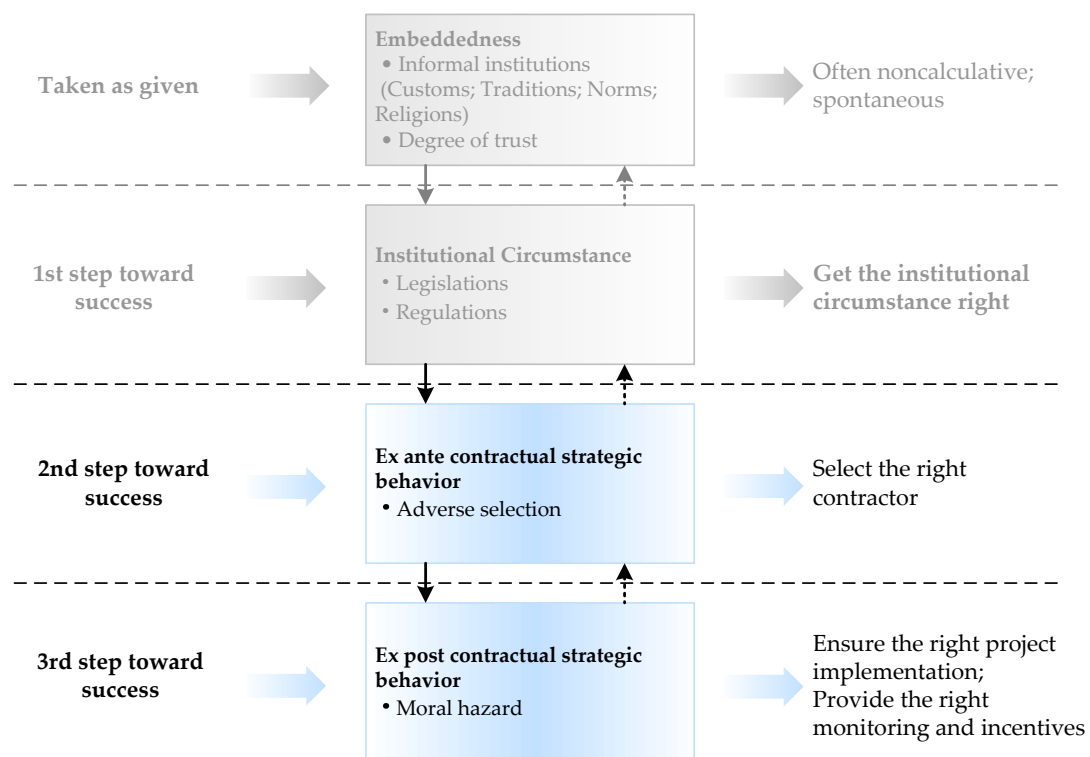 Taken as given
Embeddedness
• Informal institutions
(Customs; Traditions; Norms;
Religions)
• Degree of trust
Often noncalculative;
spontaneous
1st step toward
success
Institutional Circumstance
• Legislations
• Regulations
Get the institutional
circumstance right
2nd step toward
success
Ex ante contractual strategic
behavior
• Adverse selection
Select the right
contractor
3rd step toward
success
Ex post contractual strategic
behavior
• Moral hazard
Ensure the right project
implementation;
Provide the right
monitoring and incentives